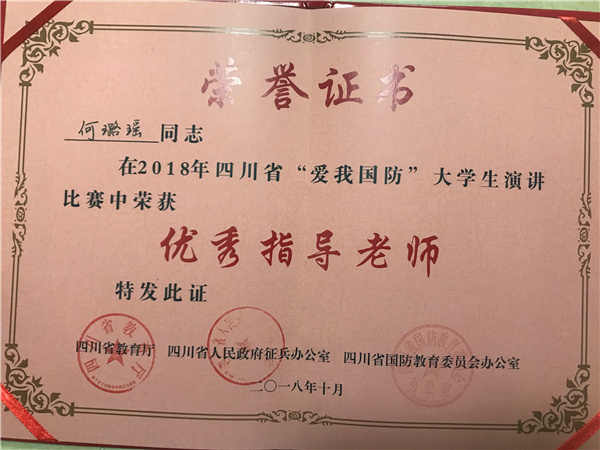 荣誉证书
何璐瑶 同志
在2018年四川省“爱我国防”大学生演讲
比赛中荣获
优秀指导老师
特发此证
四川省教育厅 四川省人民政府征兵办公室 四川省国防教育委员会办公室
二〇一八年十月